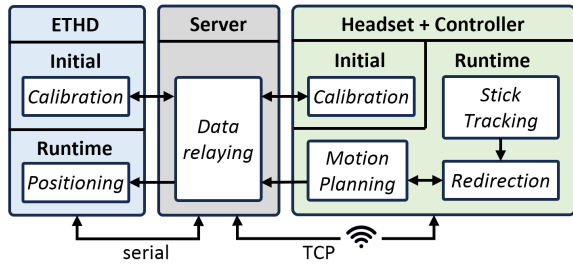 ETHD
Initial
Calibration
Runtime
Positioning
Server
Data
relaying
Headset + Controller
Initial
Calibration
Runtime
Stick
Tracking
Motion
Planning
Redirection
serial
TCP